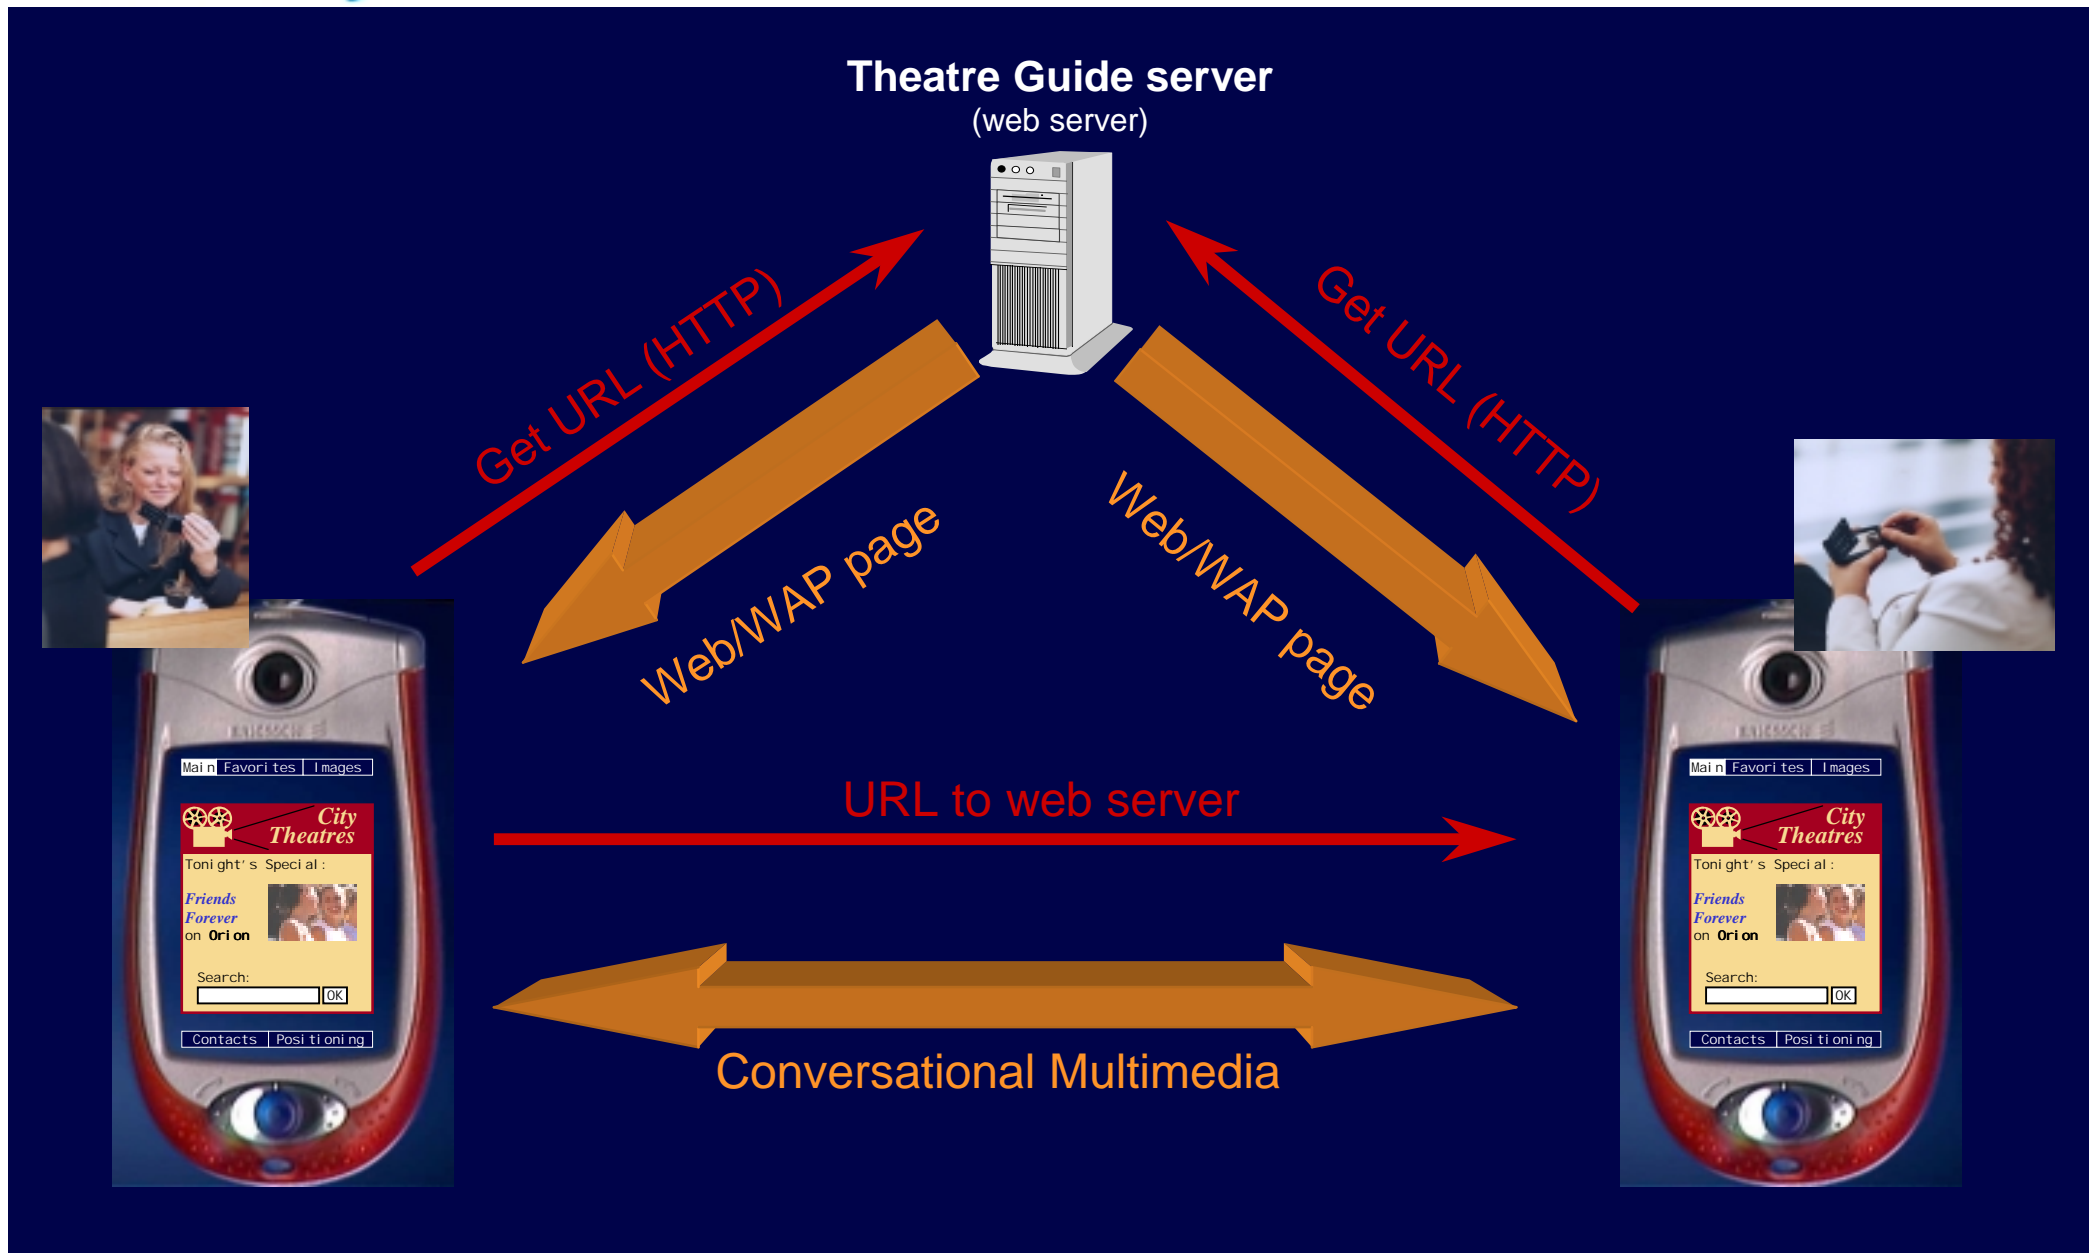 Theatre Guide server
(web server)
Get URL (HTTP)
Get URL (HTTP)
Web/WAP page
Web/WAP page
URL to web server
Conversational Multimedia
ERICSSON
Main Favorites Images
City
Theatres
Tonight's Special:
Friends
Forever
on Orion
Search:
OK
Contacts Positioning
ERICSSON
Main Favorites Images
City
Theatres
Tonight's Special:
Friends
Forever
on Orion
Search:
OK
Contacts Positioning